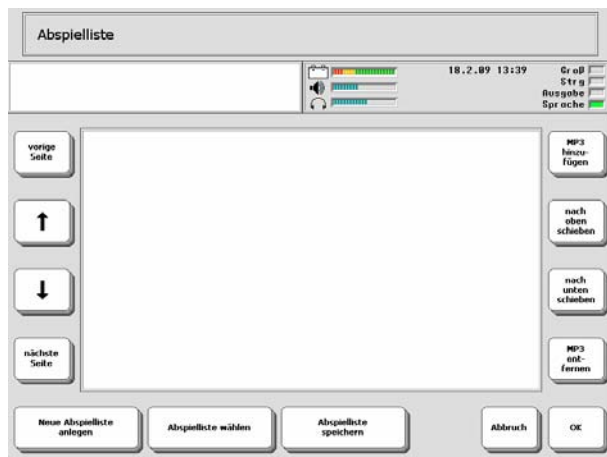 Abspielliste
18.2.09 13:39
Groß
Strg
Ausgabe
Sprache
vorige
Seite
MP3
hinzu-
fügen
nach
oben
schieben
nach
unten
schieben
nächste
Seite
MP3
ent-
fernen
Neue Abspielliste
anlegen
Abspielliste wählen
Abspielliste
speichern
Abbruch
OK